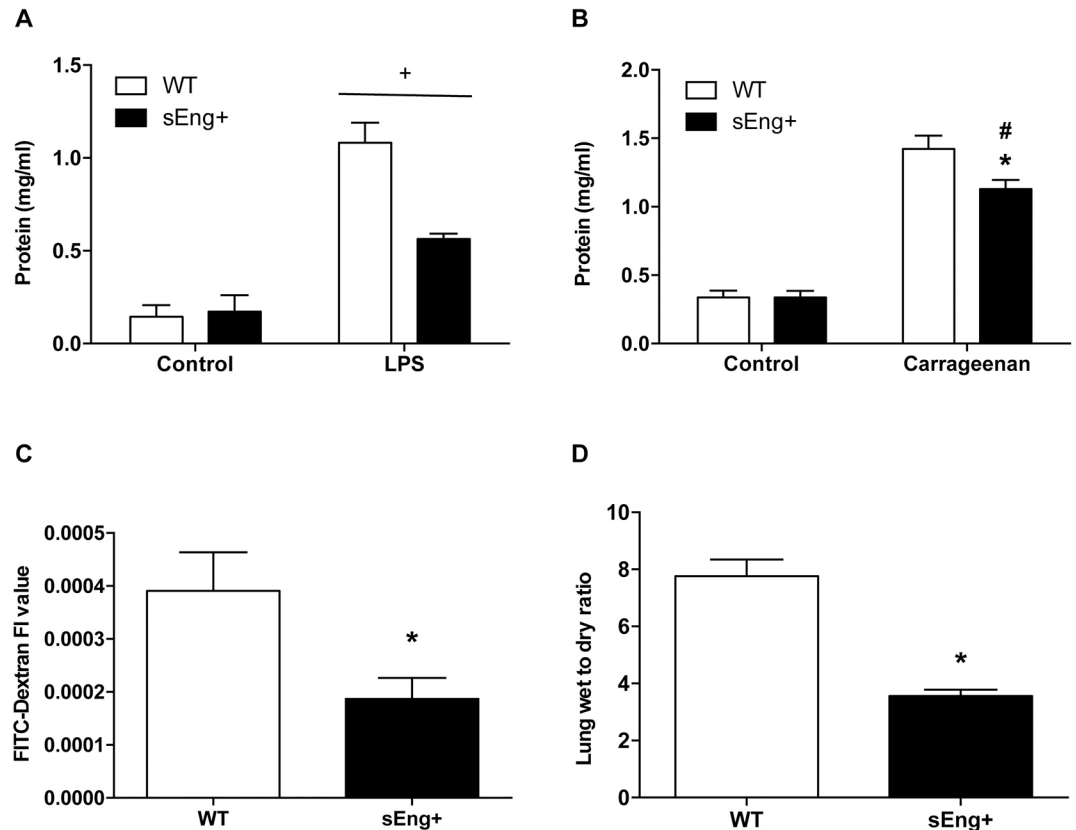 A
Protein (mg/ml)
1.5
1.0
0.5
0.0
WT
sEng+
+
Control
LPS
B
Protein (mg/ml)
2.0
1.5
1.0
0.5
0.0
WT
sEng+
#
*
Control
Carrageenan
C
FITC-Dextran FI value
0.0005
0.0004
0.0003
0.0002
0.0001
0.0000
*
WT
sEng+
D
Lung wet to dry ratio
10
8
6
4
2
0
*
WT
sEng+